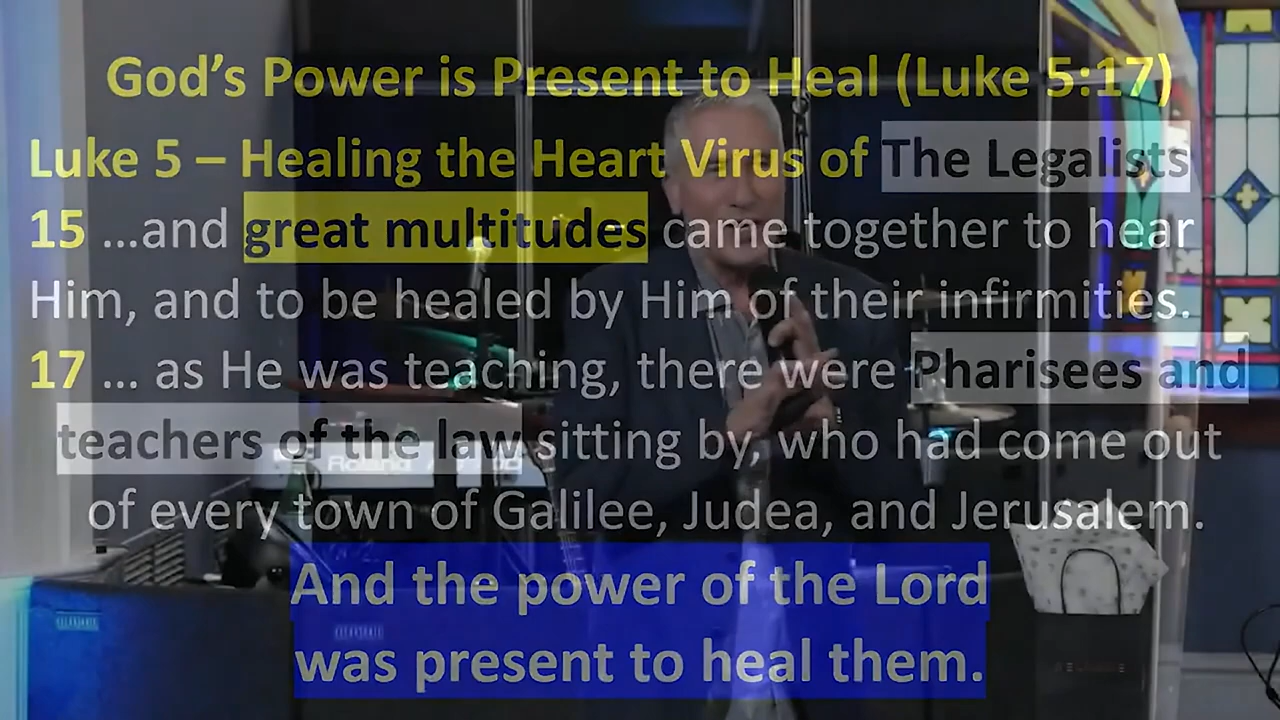 God's Power is Present to Heal (Luke 5:17)
Luke 5 – Healing the Heart Virus of The Legalists
15 ...and great multitudes came together to hear
Him, and to be healed by Him of their infirmities.
17 ... as He was teaching, there were Pharisees and
teachers of the law sitting by, who had come out
of every town of Galilee, Judea, and Jerusalem.
And the power of the Lord
was present to heal them.
Roland